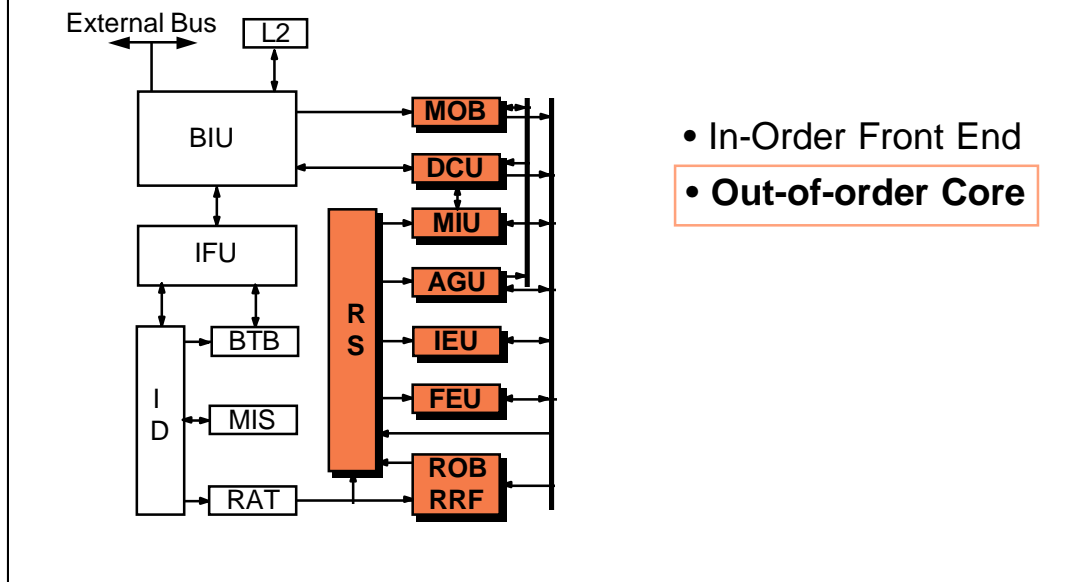 External Bus
L2
BIU
MOB
DCU
MIU
IFU
AGU
R
S
BTB
IEU
I
D
MIS
FEU
RAT
ROB
RRF
• In-Order Front End
• Out-of-order Core